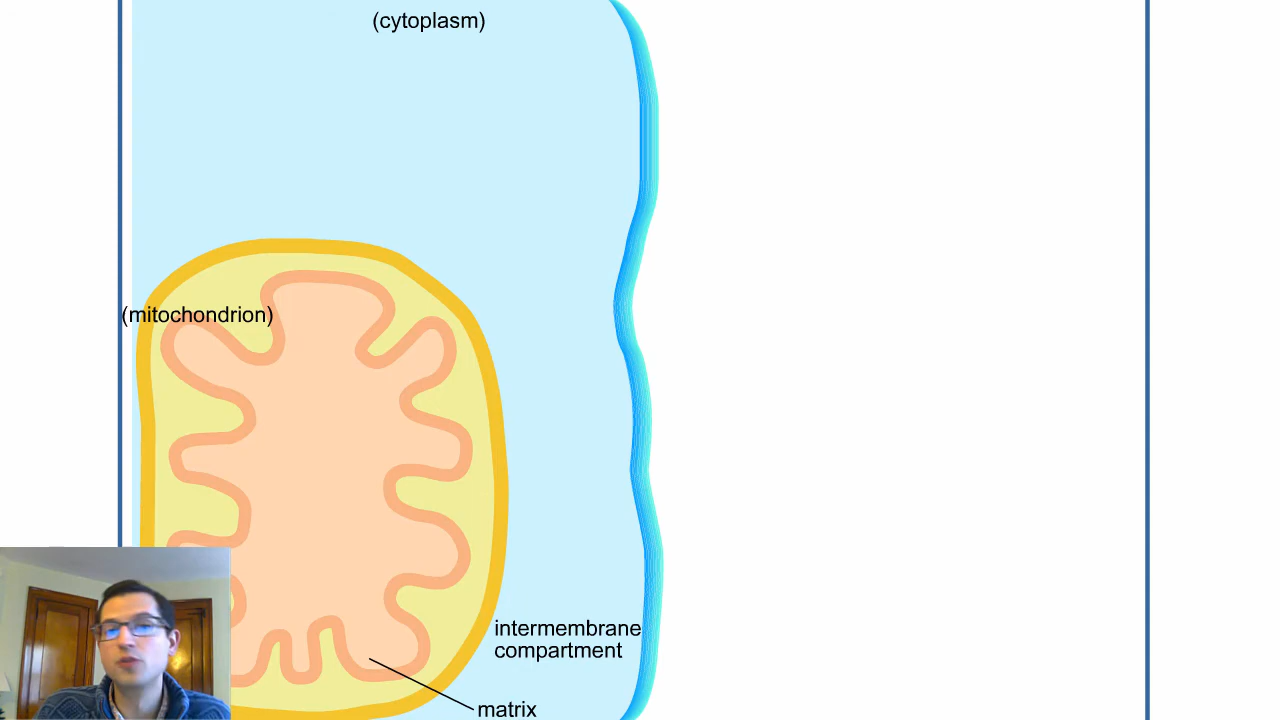 (cytoplasm)
(mitochondrion)
intermembrane
compartment
matrix